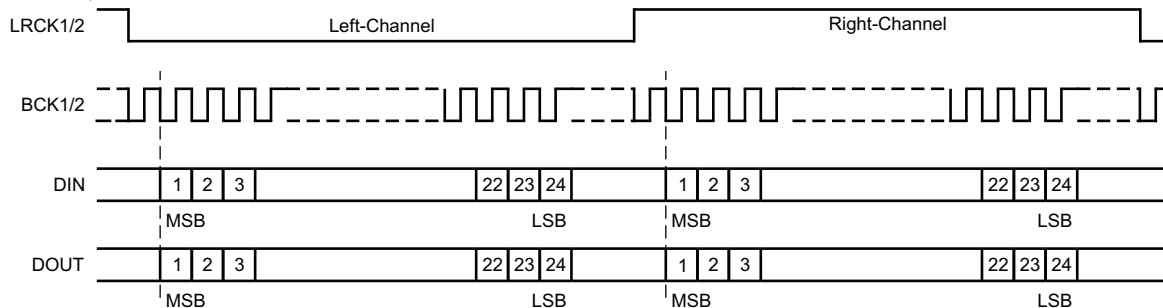 LRCK1/2 Left-Channel Right-Channel
BCK1/2
DIN 1 2 3 22 23 24 1 2 3 22 23 24
MSB LSB MSB LSB
DOUT 1 2 3 22 23 24 1 2 3 22 23 24
MSB LSB MSB LSB